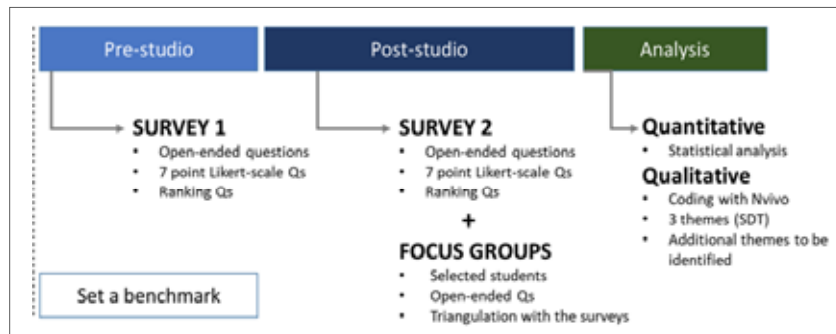 Pre-studio
Post-studio
Analysis
SURVEY 1
• Open-ended questions
• 7 point Likert-scale Qs
• Ranking Qs
SURVEY 2
• Open-ended questions
• 7 point Likert-scale Qs
• Ranking Qs
+
FOCUS GROUPS
• Selected students
• Open-ended Qs
• Triangulation with the surveys
Quantitative
• Statistical analysis
Qualitative
• Coding with Nvivo
• 3 themes (SDT)
• Additional themes to be
identified
Set a benchmark